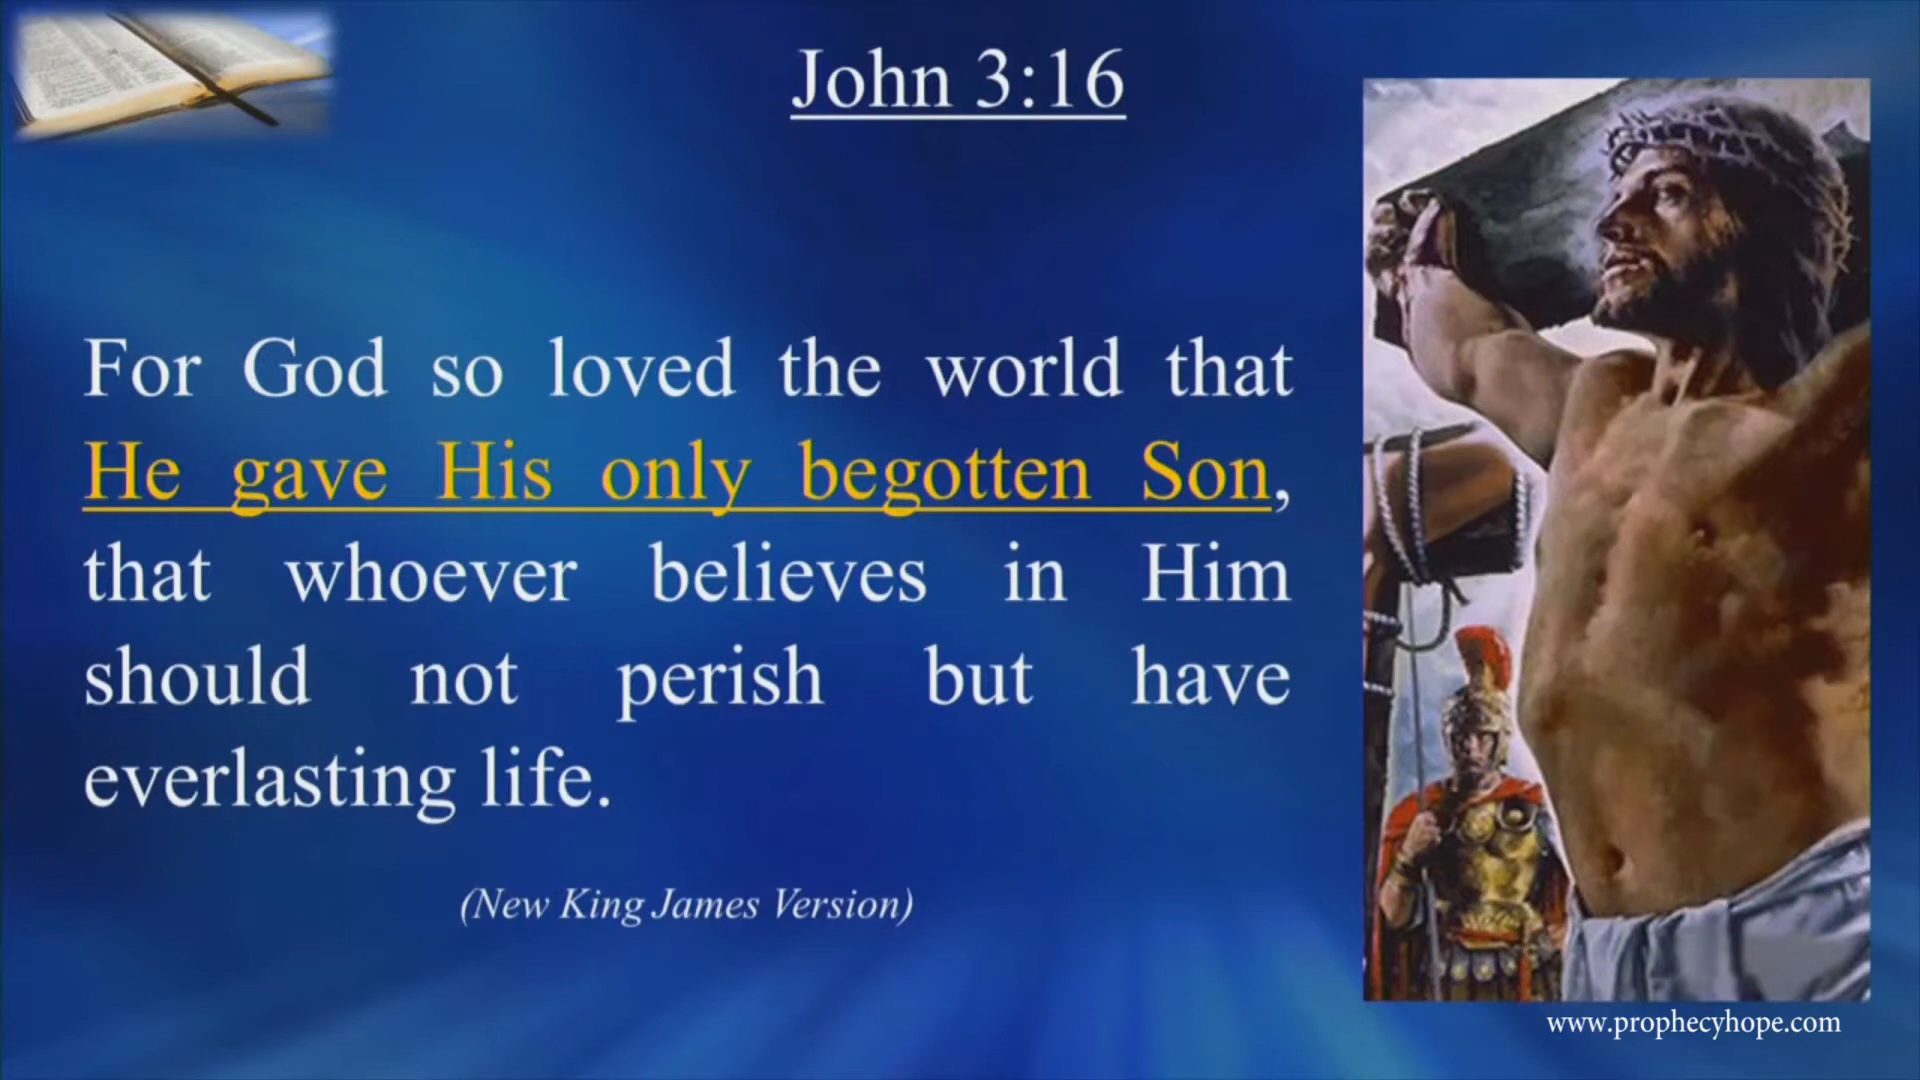 John 3:16
For God so loved the world that
He gave His only begotten Son,
that whoever believes in Him
should not perish but have
everlasting life.
(New King James Version)
www.prophecyhope.com